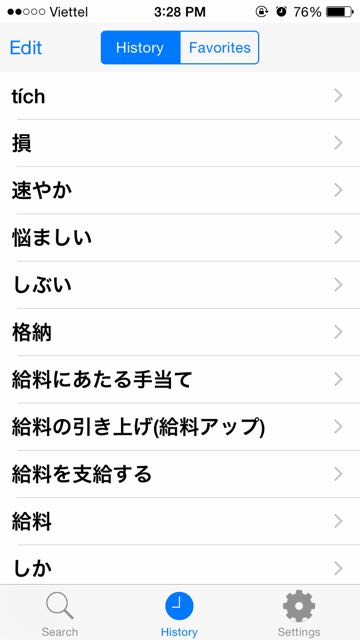 Viettel 3:28 PM 76%
Edit History Favorites
tích
損
速やか
悩ましい
しぶい
格納
給料にあたる手当て
給料の引き上げ(給料アップ)
給料を支給する
給料
しか
Search History Settings